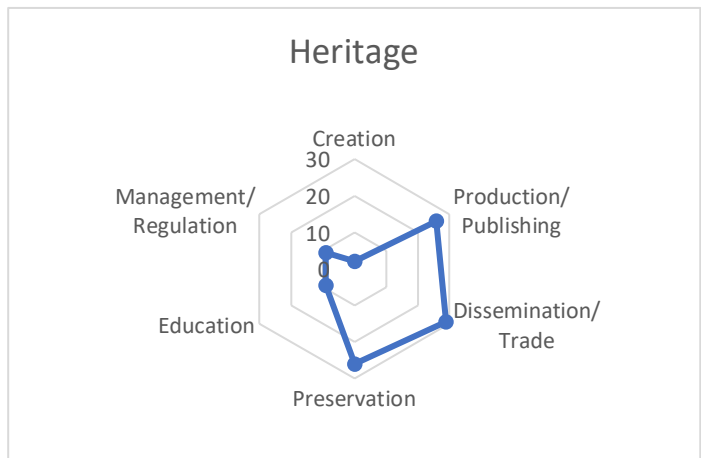 Heritage
Creation
30
20
10
0
Production/
Publishing
Dissemination/
Trade
Preservation
Education
Management/
Regulation